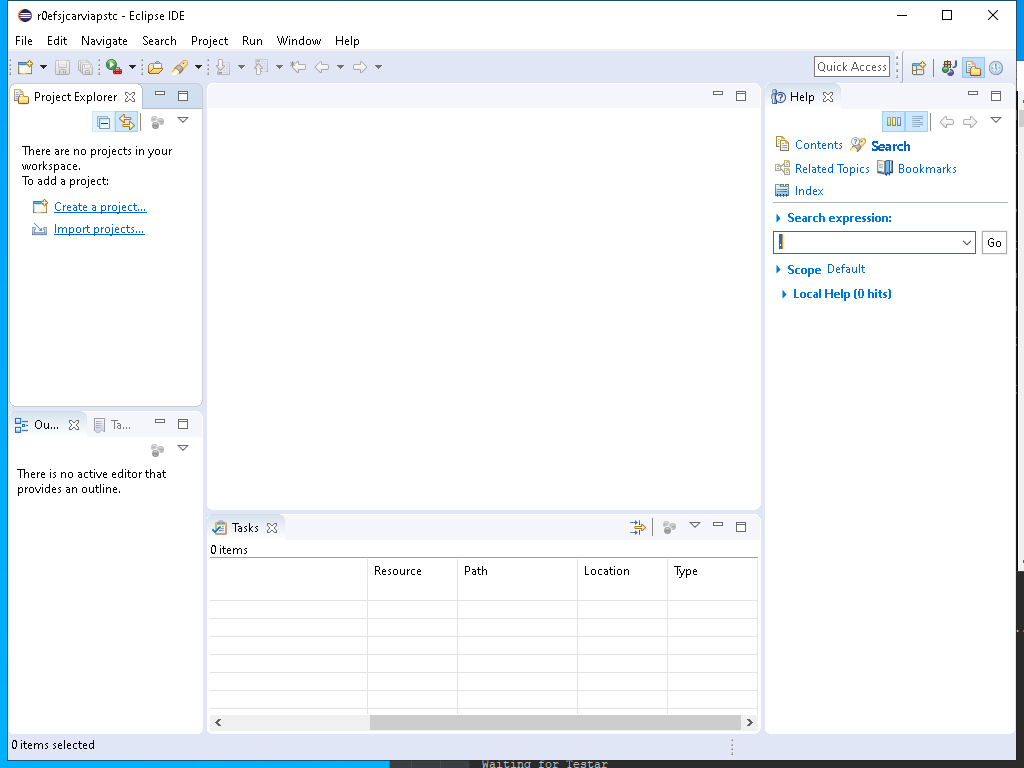 r0efsjcarviapstc - Eclipse IDE
File Edit Navigate Search Project Run Window Help
Quick Access
Project Explorer
There are no projects in your
workspace.
To add a project:
Create a project...
Import projects...
Ou... Ta...
There is no active editor that
provides an outline.
Tasks
0 items
Resource Path Location Type
Help
Contents Search
Related Topics Bookmarks
Index
Search expression:
Go
Scope Default
Local Help (0 hits)
0 items selected
Waiting for Testar